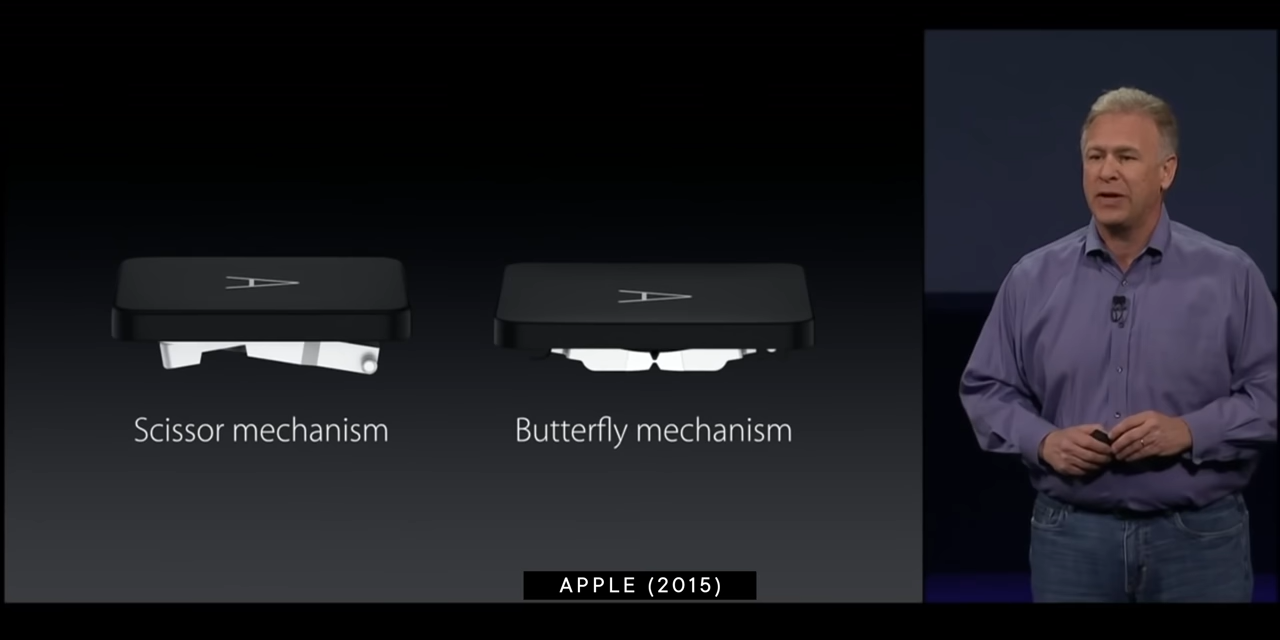 A
A
Scissor mechanism
Butterfly mechanism
APPLE (2015)